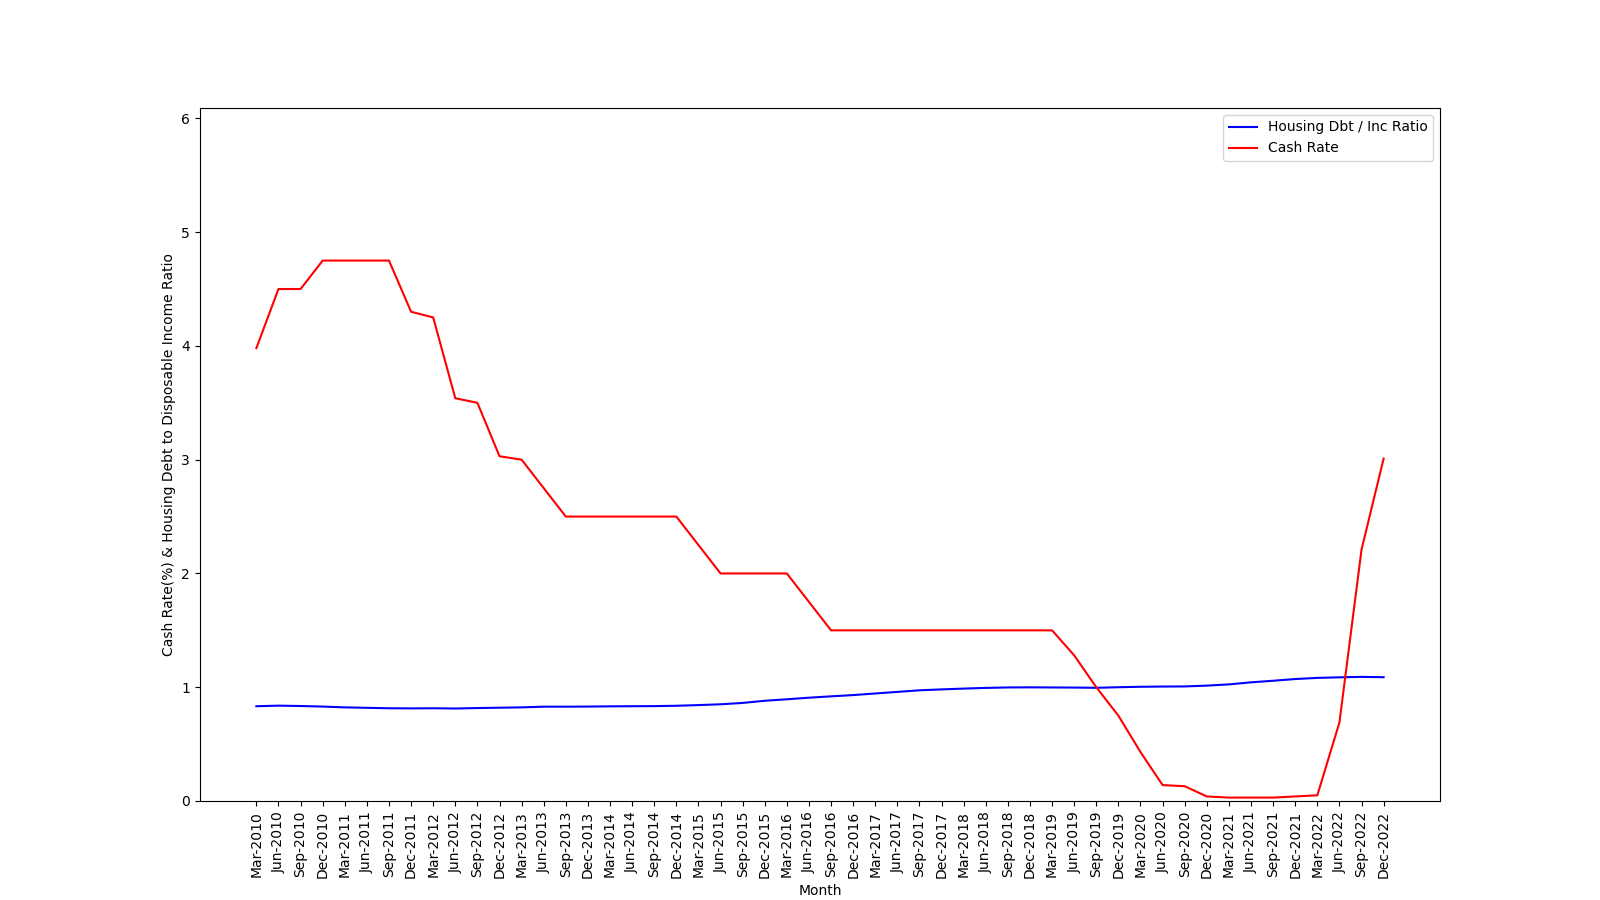 Housing Dbt / Inc Ratio
Cash Rate
6
5
4
3
2
1
0
Cash Rate(%) & Housing Debt to Disposable Income Ratio
Mar-2010
Jun-2010
Sep-2010
Dec-2010
Mar-2011
Jun-2011
Sep-2011
Dec-2011
Mar-2012
Jun-2012
Sep-2012
Dec-2012
Mar-2013
Jun-2013
Sep-2013
Dec-2013
Mar-2014
Jun-2014
Sep-2014
Dec-2014
Mar-2015
Jun-2015
Sep-2015
Dec-2015
Mar-2016
Jun-2016
Sep-2016
Dec-2016
Mar-2017
Jun-2017
Sep-2017
Dec-2017
Mar-2018
Jun-2018
Sep-2018
Dec-2018
Mar-2019
Jun-2019
Sep-2019
Dec-2019
Mar-2020
Jun-2020
Sep-2020
Dec-2020
Mar-2021
Jun-2021
Sep-2021
Dec-2021
Mar-2022
Jun-2022
Sep-2022
Dec-2022
Month